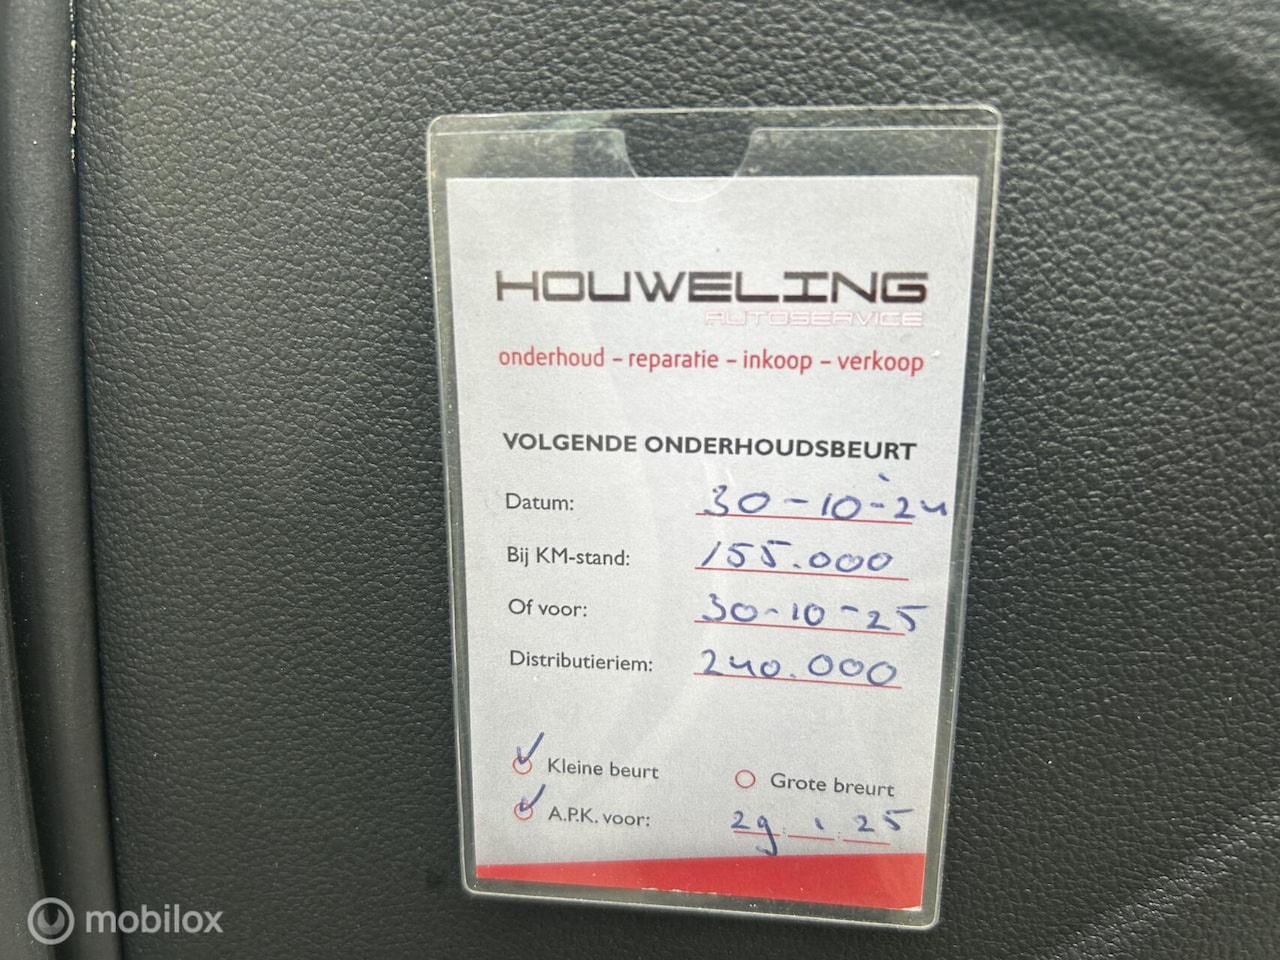 HOUWELING
AUTOSERVICE
onderhoud – reparatie – inkoop – verkoop
VOLGENDE ONDERHOUDSBEURT
Datum: 30-10-24
Bij KM-stand: 155.000
Of voor: 30-10-25
Distributieriem: 240.000
Kleine beurt Grote breurt
A.P.K. voor: 29 : 1 : 25
mobilox